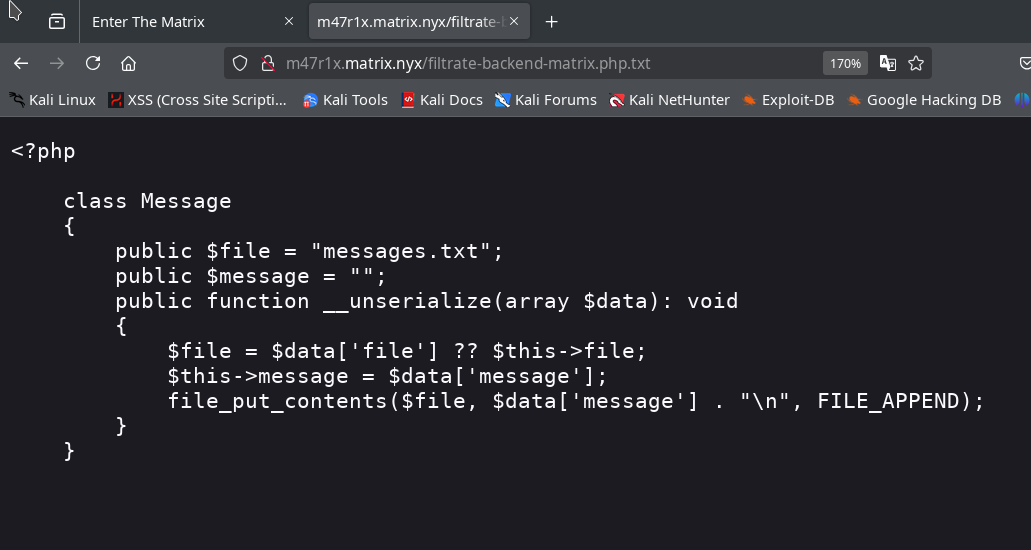 Enter The Matrix
m47r1x.matrix.nyx/filtrate-b
m47r1x.matrix.nyx/filtrate-backend-matrix.php.txt
170%
Kali Linux
XSS (Cross Site Scripti...
Kali Tools
Kali Docs
Kali Forums
Kali NetHunter
Exploit-DB
Google Hacking DB
<?php
class Message
{
public $file = "messages.txt";
public $message = "";
public function __unserialize(array $data): void
{
$file = $data['file'] ?? $this->file;
$this->message = $data['message'];
file_put_contents($file, $data['message'] . "\n", FILE_APPEND);
}
}